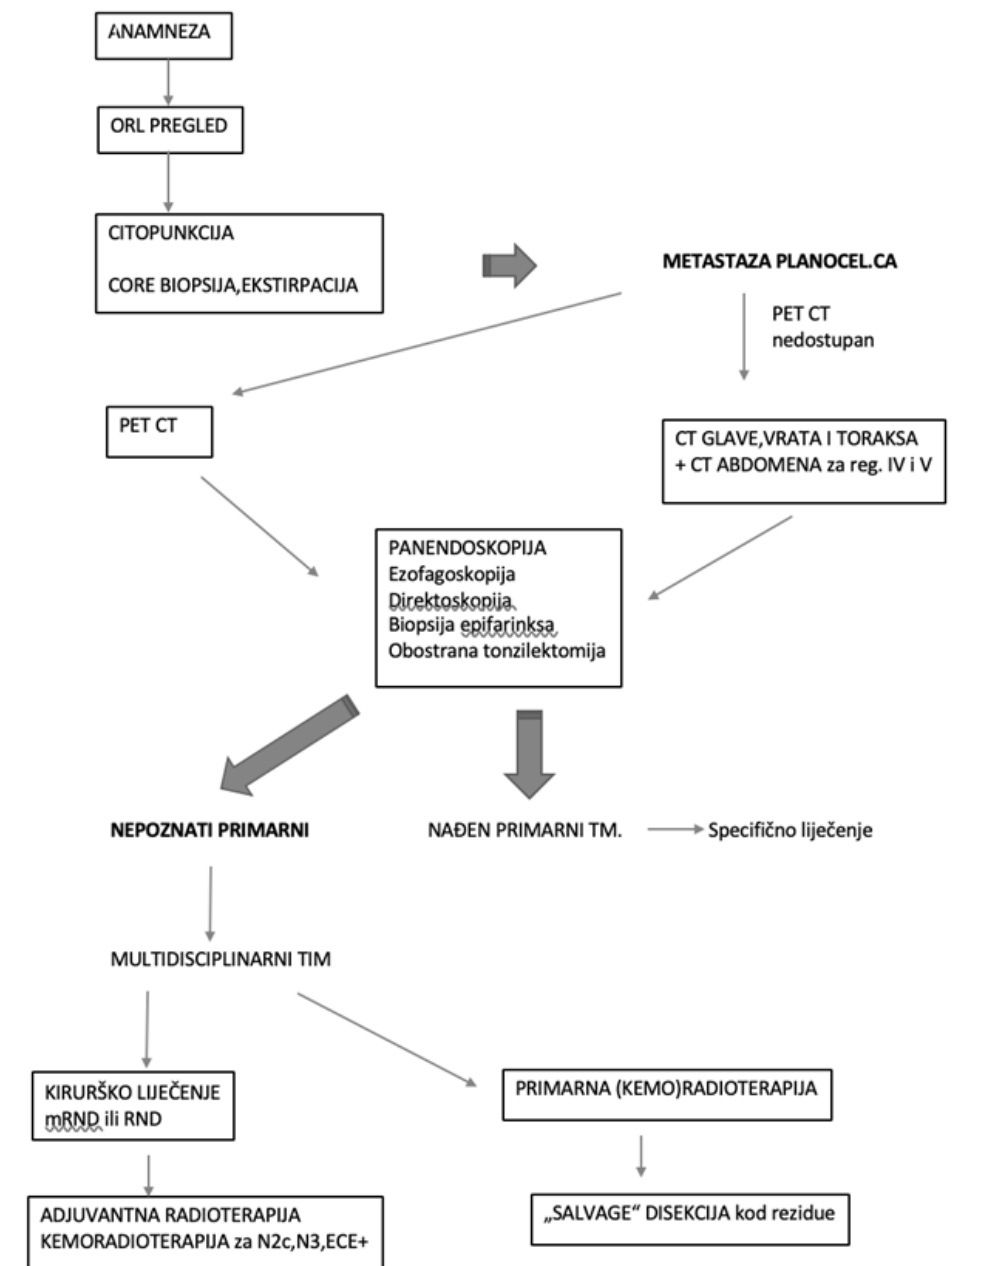 ANAMNEZA
ORL PREGLED
CITOPUNKCIJA
CORE BIOPSIJA,EKSTIRPACIJA
METASTAZA PLANOCEL.CA
PET CT
nedostupan
PET CT
CT GLAVE,VRATA I TORAKSA
+ CT ABDOMENA za reg. IV i V
PANENDOSKOPIJA
Ezofagoskopija
Direktoskopija
Biopsija epifarinksa
Obostrana tonzilektomija
NEPOZNATI PRIMARNI
NAĐEN PRIMARNI TM.
Specifično liječenje
MULTIDISCIPLINARNI TIM
KIRURŠKO LIJEČENJE
mRND ili RND
PRIMARNA (KEMO)RADIOTERAPIJA
ADJUVANTNA RADIOTERAPIJA
KEMORADIOTERAPIJA za N2c,N3,ECE+
„SALVAGE“ DISEKCIJA kod rezidue